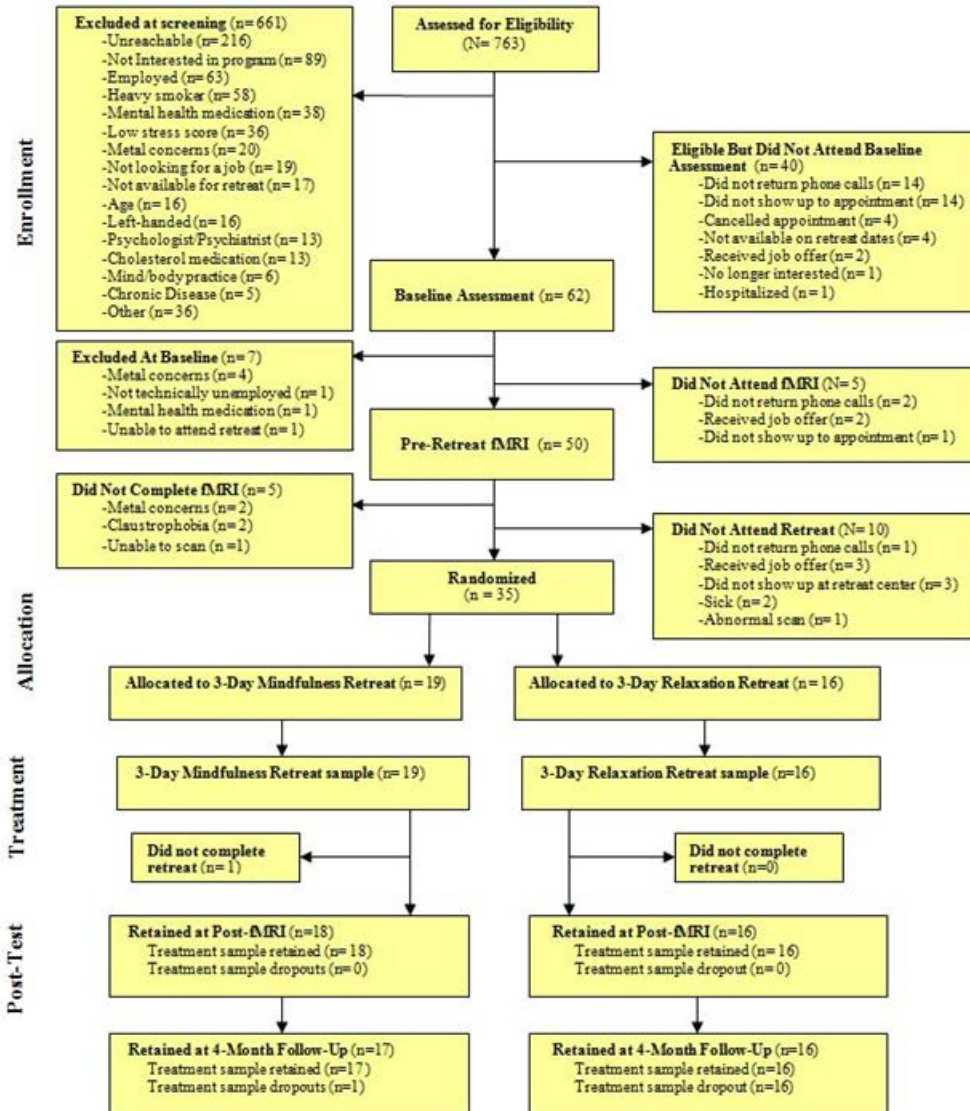 Assessed for Eligibility
(N= 763)
Excluded at screening (n= 661)
-Unreachable (n= 216)
-Not Interested in program (n= 89)
-Employed (n= 63)
-Heavy smoker (n= 58)
-Mental health medication (n= 38)
-Low stress score (n= 36)
-Metal concerns (n= 20)
-Not looking for a job (n= 19)
-Not available for retreat (n= 17)
-Age (n= 16)
-Left-handed (n= 16)
-Psychologist/Psychiatrist (n= 13)
-Cholesterol medication (n= 13)
-Mind/body practice (n= 6)
-Chronic Disease (n= 5)
-Other (n= 36)
Enrollment
Eligible But Did Not Attend Baseline
Assessment (n= 40)
-Did not return phone calls (n= 14)
-Did not show up to appointment (n= 14)
-Cancelled appointment (n= 4)
-Not available on retreat dates (n= 4)
-Received job offer (n= 2)
-No longer interested (n= 1)
-Hospitalized (n= 1)
Baseline Assessment (n= 62)
Excluded At Baseline (n= 7)
-Metal concerns (n= 4)
-Not technically unemployed (n= 1)
-Mental health medication (n= 1)
-Unable to attend retreat (n= 1)
Did Not Attend fMRI (N= 5)
-Did not return phone calls (n= 2)
-Received job offer (n= 2)
-Did not show up to appointment (n= 1)
Pre-Retreat fMRI (n= 50)
Did Not Complete fMRI (n= 5)
-Metal concerns (n= 2)
-Claustrophobia (n= 2)
-Unable to scan (n =1)
Did Not Attend Retreat (N= 10)
-Did not return phone calls (n= 1)
-Received job offer (n= 3)
-Did not show up at retreat center (n= 3)
-Sick (n= 2)
-Abnormal scan (n= 1)
Randomized
(n = 35)
Allocation
Allocated to 3-Day Mindfulness Retreat (n= 19)
Allocated to 3-Day Relaxation Retreat (n= 16)
Treatment
3-Day Mindfulness Retreat sample (n= 19)
3-Day Relaxation Retreat sample (n=16)
Did not complete
retreat (n= 1)
Did not complete
retreat (n=0)
Post-Test
Retained at Post-fMRI (n=18)
Treatment sample retained (n= 18)
Treatment sample dropouts (n= 0)
Retained at Post-fMRI (n=16)
Treatment sample retained (n= 16)
Treatment sample dropout (n= 0)
Retained at 4-Month Follow-Up (n=17)
Treatment sample retained (n=17)
Treatment sample dropouts (n=1)
Retained at 4-Month Follow-Up (n=16)
Treatment sample retained (n=16)
Treatment sample dropout (n=16)